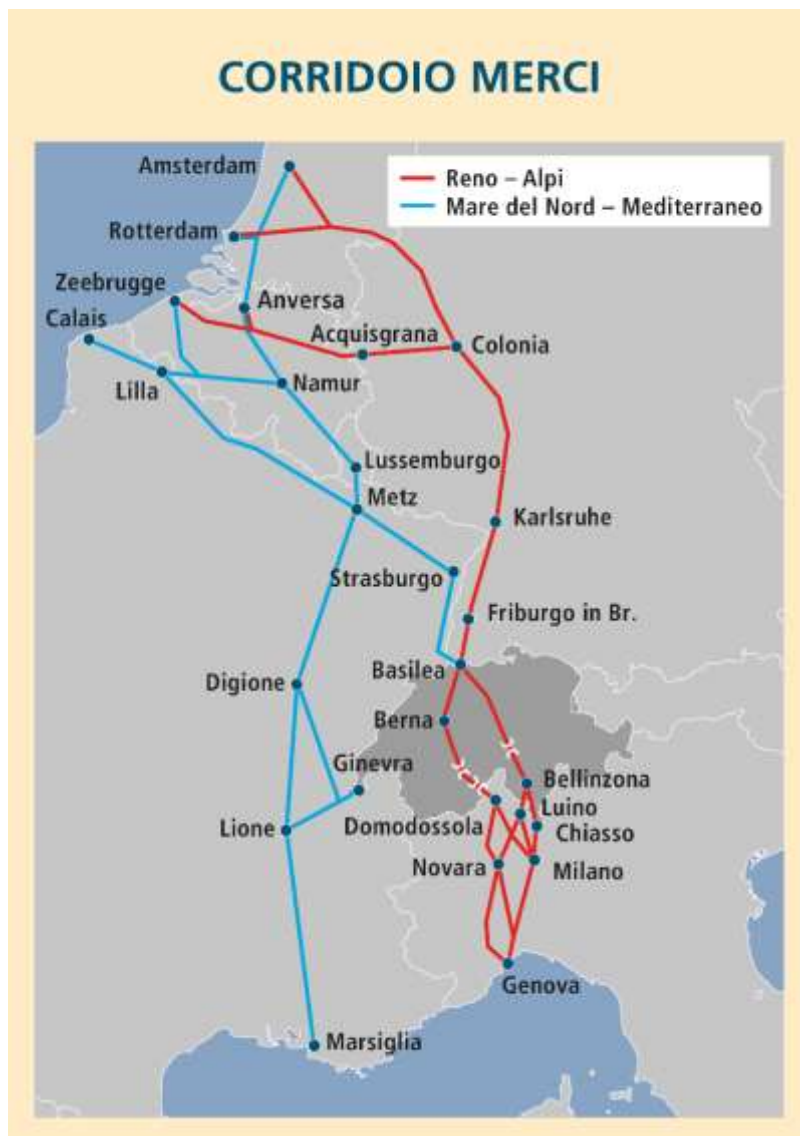 CORRIDOIO MERCI
Amsterdam
Reno – Alpi
Mare del Nord – Mediterraneo
Rotterdam
Zeebrugge
Anversa
Calais
Acquisgrana
Colonia
Lilla
Namur
Lussemburgo
Metz
Karlsruhe
Strasburgo
Friburgo in Br.
Basilea
Digione
Berna
Ginevra
Bellinzona
Luino
Lione
Domodossola
Chiasso
Novara
Milano
Genova
Marsiglia